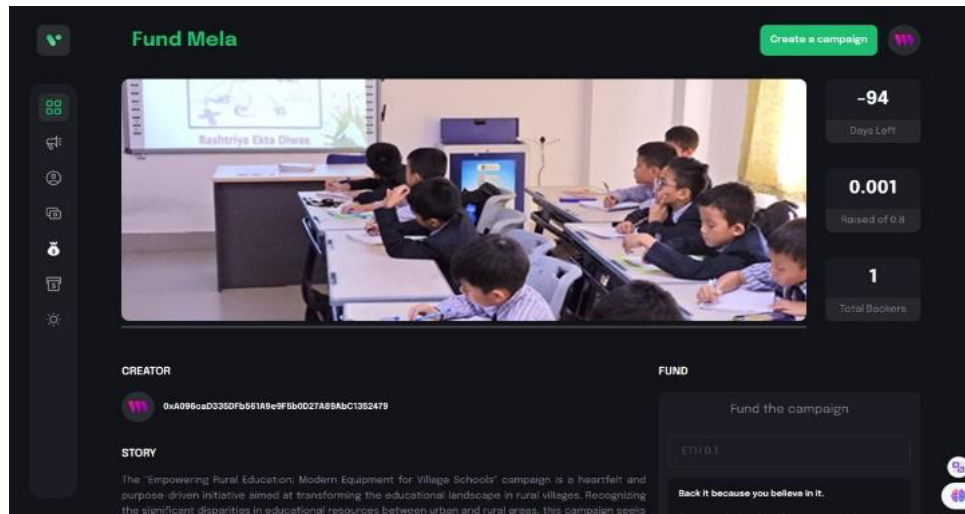 Fund Mela
Create a campaign
Rashtriya Ekta Diwas
-94
Days Left
0.001
Raised of 0.8
1
Total Backers
CREATOR
FUND
0xA096caD335DFb561A9e9F5b0D27A89AbC1352479
Fund the campaign
STORY
ETH 0.1
The "Empowering Rural Education: Modern Equipment for Village Schools" campaign is a heartfelt and
purpose-driven initiative aimed at transforming the educational landscape in rural villages. Recognizing
the significant disparities in educational resources between urban and rural areas, this campaign seeks
Back it because you believe in it.